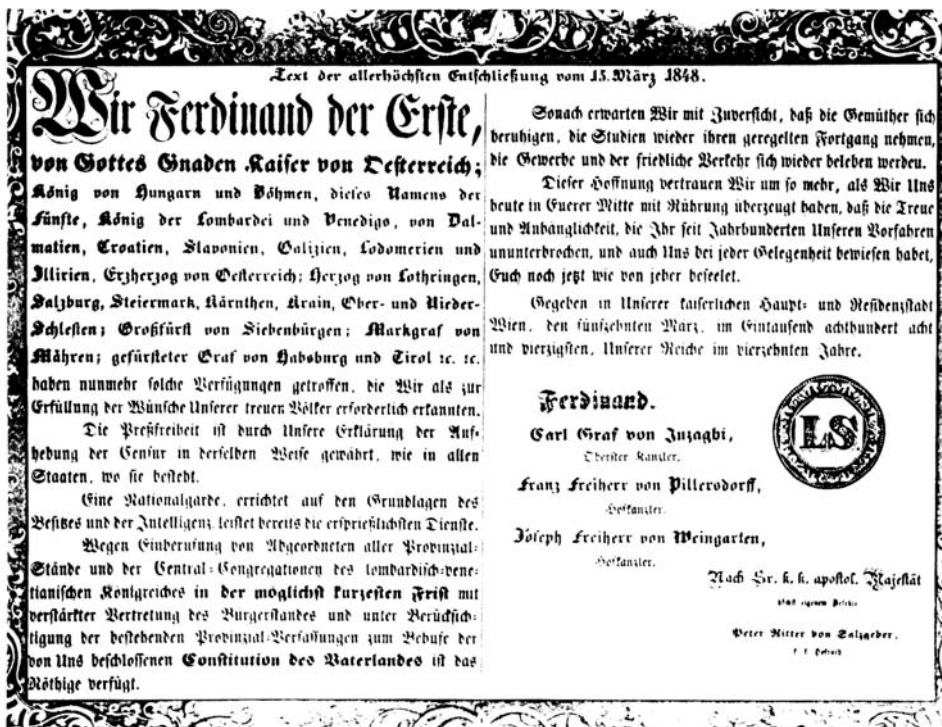 Text der allerhöchsten Entschließung vom 15. März 1848.
Wir Ferdinand der Erste,
von Gottes Gnaden Kaiser von Oesterreich;
König von Hungarn und Böhmen, dieses Namens der
Fünfte, König der Lombardei und Venedigs, von Dal-
matien, Croatien, Slavonien, Galizien, Lodomerien und
Illirien, Erzherzog von Oesterreich; Herzog von Lothringen,
Salzburg, Steiermark, Kärnthen, Krain, Ober- und Nieder-
Schlesien; Großfürst von Siebenbürgen; Markgraf von
Mähren; gefürsteter Graf von Habsburg und Tirol ꝛc. ꝛc.
haben nunmehr solche Verfügungen getroffen, die Wir als zur
Erfüllung der Wünsche Unserer treuen Völker erforderlich erkannten.
Die Preßfreiheit ist durch Unsere Erklärung der Auf-
hebung der Censur in derselben Weise gewährt, wie in allen
Staaten, wo sie besteht.
Eine Nationalgarde, errichtet auf den Grundlagen des
Besitzes und der Intelligenz, leistet bereits die ersprießlichsten Dienste.
Wegen Einberufung von Abgeordneten aller Provinzial-
Stände und der Central-Congregationen des lombardisch-vene-
tianischen Königreiches in der möglichst kurzesten Frist mit
verstärkter Vertretung des Bürgerstandes und unter Berücksich-
tigung der bestehenden Provinzial-Verfassungen zum Behufe der
von Uns beschlossenen Constitution des Vaterlandes ist das
Nöthige verfügt.
Sonach erwarten Wir mit Zuversicht, daß die Gemüther sich
beruhigen, die Studien wieder ihren geregelten Fortgang nehmen,
die Gewerbe und der friedliche Verkehr sich wieder beleben werden.
Dieser Hoffnung vertrauen Wir um so mehr, als Wir Uns
heute in Euerer Mitte mit Rührung überzeugt haben, daß die Treue
und Anhänglichkeit, die Ihr seit Jahrhunderten Unseren Vorfahren
ununterbrochen, und auch Uns bei jeder Gelegenheit bewiesen habet,
Euch noch jetzt wie von jeher beseelet.
Gegeben in Unserer kaiserlichen Haupt- und Residenzstadt
Wien, den fünfzehnten März, im Eintausend achthundert acht
und vierzigsten, Unserer Reiche im vierzehnten Jahre.
Ferdinand.
LS
Carl Graf von Inzaghi,
Oberster Kanzler.
Franz Freiherr von Pillersdorff,
Hofkanzler.
Joseph Freiherr von Weingarten,
Hofkanzler.
Nach Sr. k. k. apostol. Majestät
eigenem
Peter Ritter von Salzgeber,
k. k. Hofrath